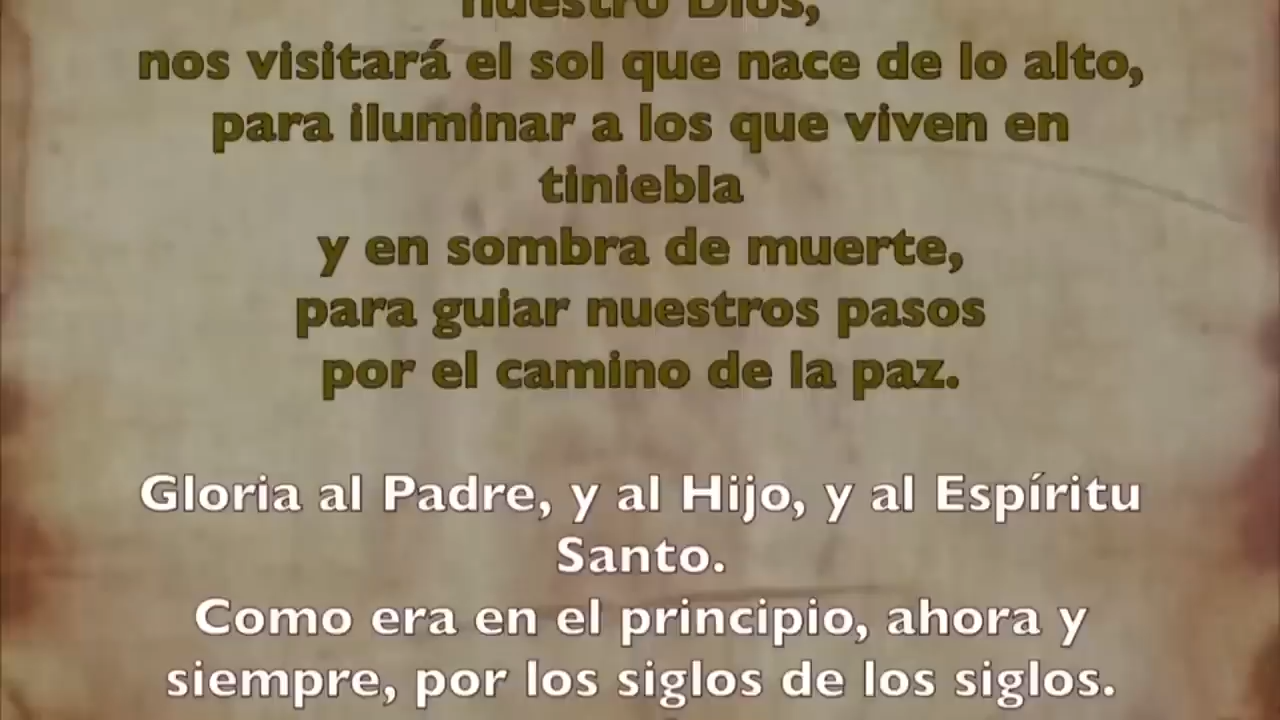 nuestro Dios,
nos visitará el sol que nace de lo alto,
para iluminar a los que viven en
tiniebla
y en sombra de muerte,
para guiar nuestros pasos
por el camino de la paz.
Gloria al Padre, y al Hijo, y al Espíritu
Santo.
Como era en el principio, ahora y
siempre, por los siglos de los siglos.